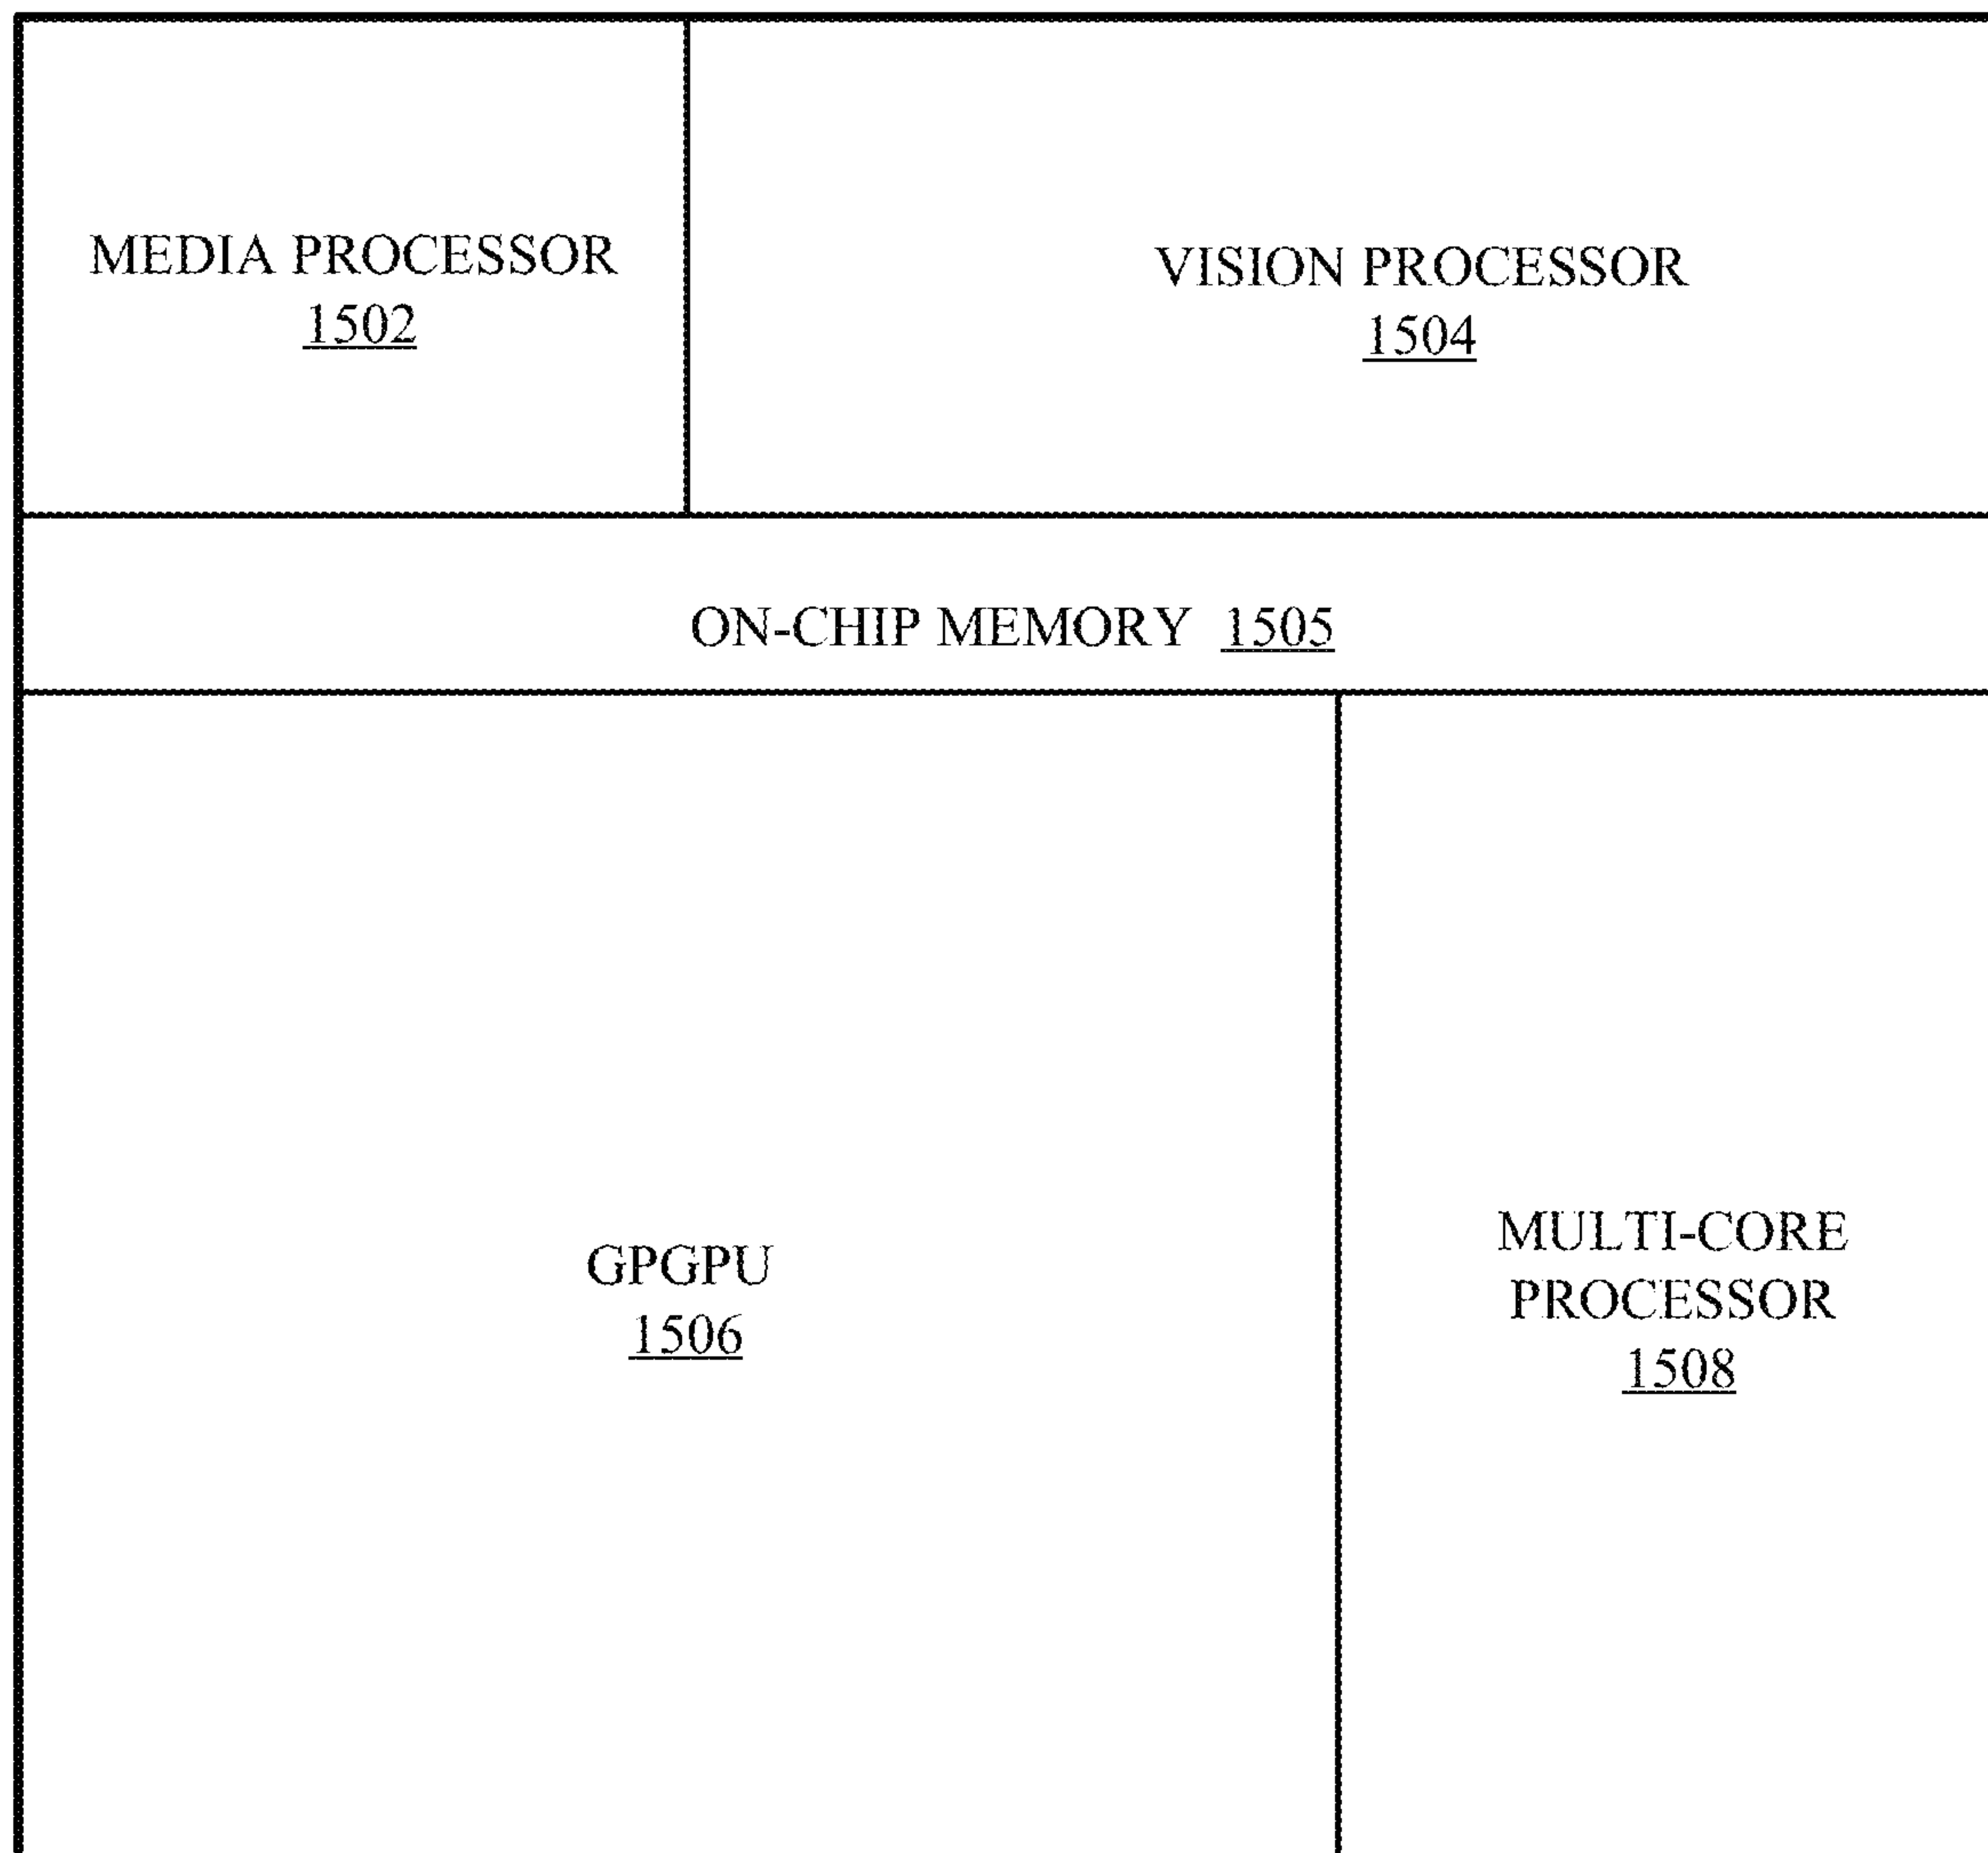 MEDIA PROCESSOR
1502
VISION PROCESSOR
1504
ON-CHIP MEMORY 1505
GPGPU
1506
MULTI-CORE
PROCESSOR
1508